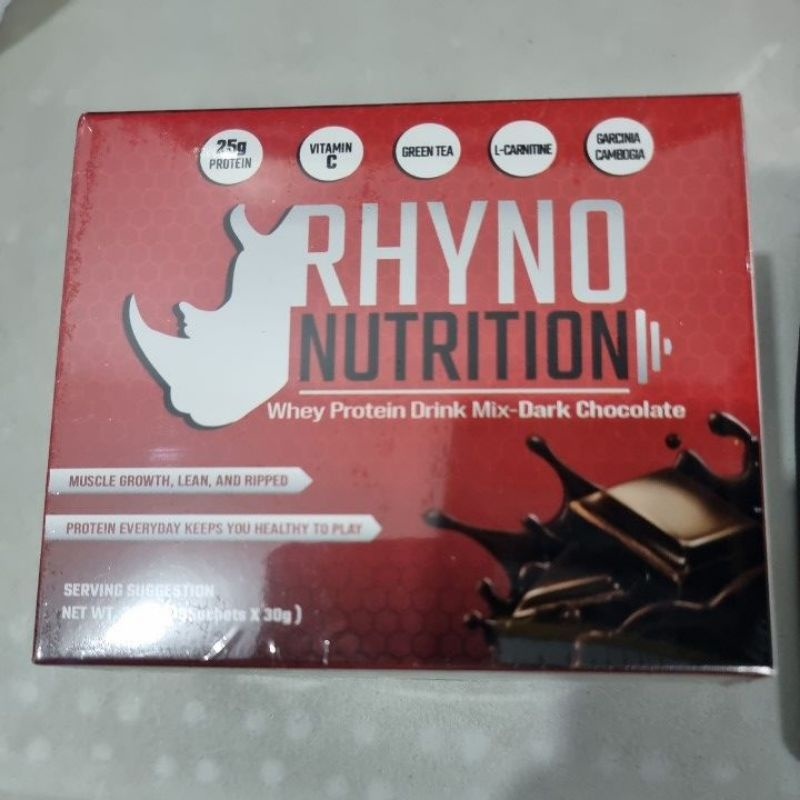 25g
PROTEIN
VITAMIN
C
GREEN TEA
L-CARNITINE
GARCINIA
CAMBOGIA
RHYNO
NUTRITION
Whey Protein Drink Mix-Dark Chocolate
MUSCLE GROWTH, LEAN, AND RIPPED
PROTEIN EVERYDAY KEEPS YOU HEALTHY TO PLAY
SERVING SUGGESTION
NET WT. Sachets X 30g )